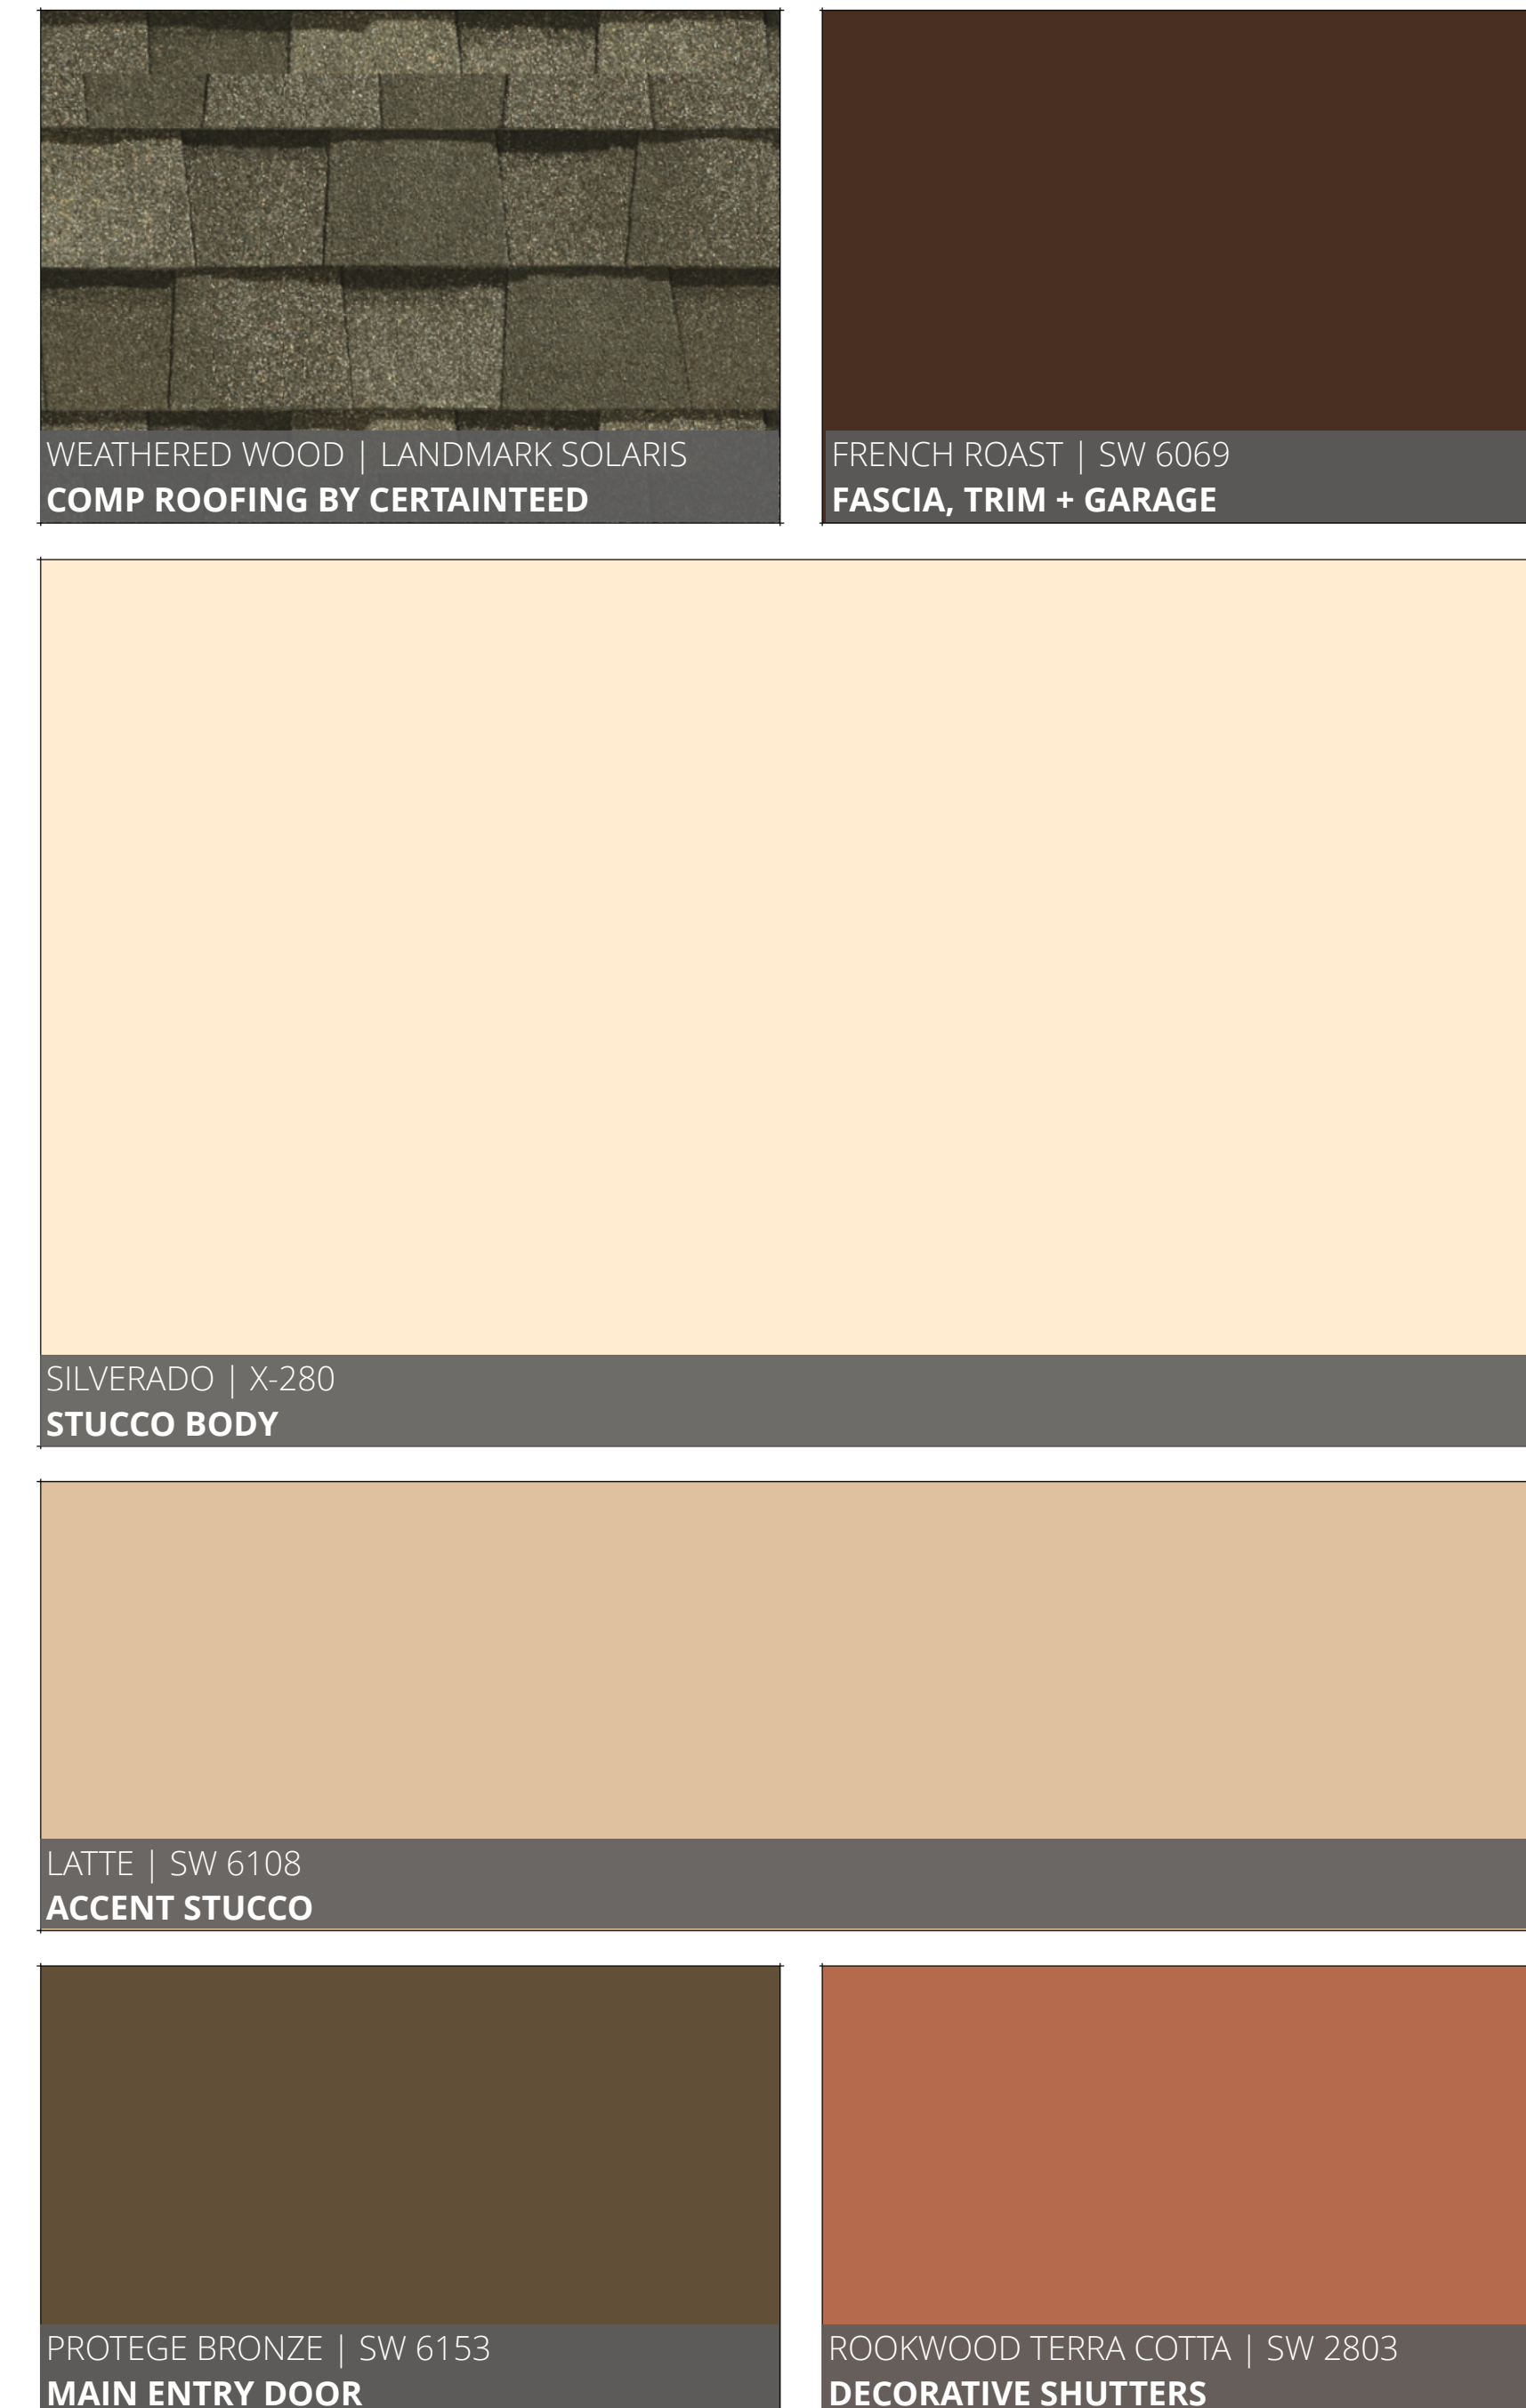 WEATHERED WOOD | LANDMARK SOLARIS
COMP ROOFING BY CERTAINTEED
FRENCH ROAST | SW 6069
FASCIA, TRIM + GARAGE
SILVERADO | X-280
STUCCO BODY
LATTE | SW 6108
ACCENT STUCCO
PROTEGE BRONZE | SW 6153
MAIN ENTRY DOOR
ROOKWOOD TERRA COTTA | SW 2803
DECORATIVE SHUTTERS